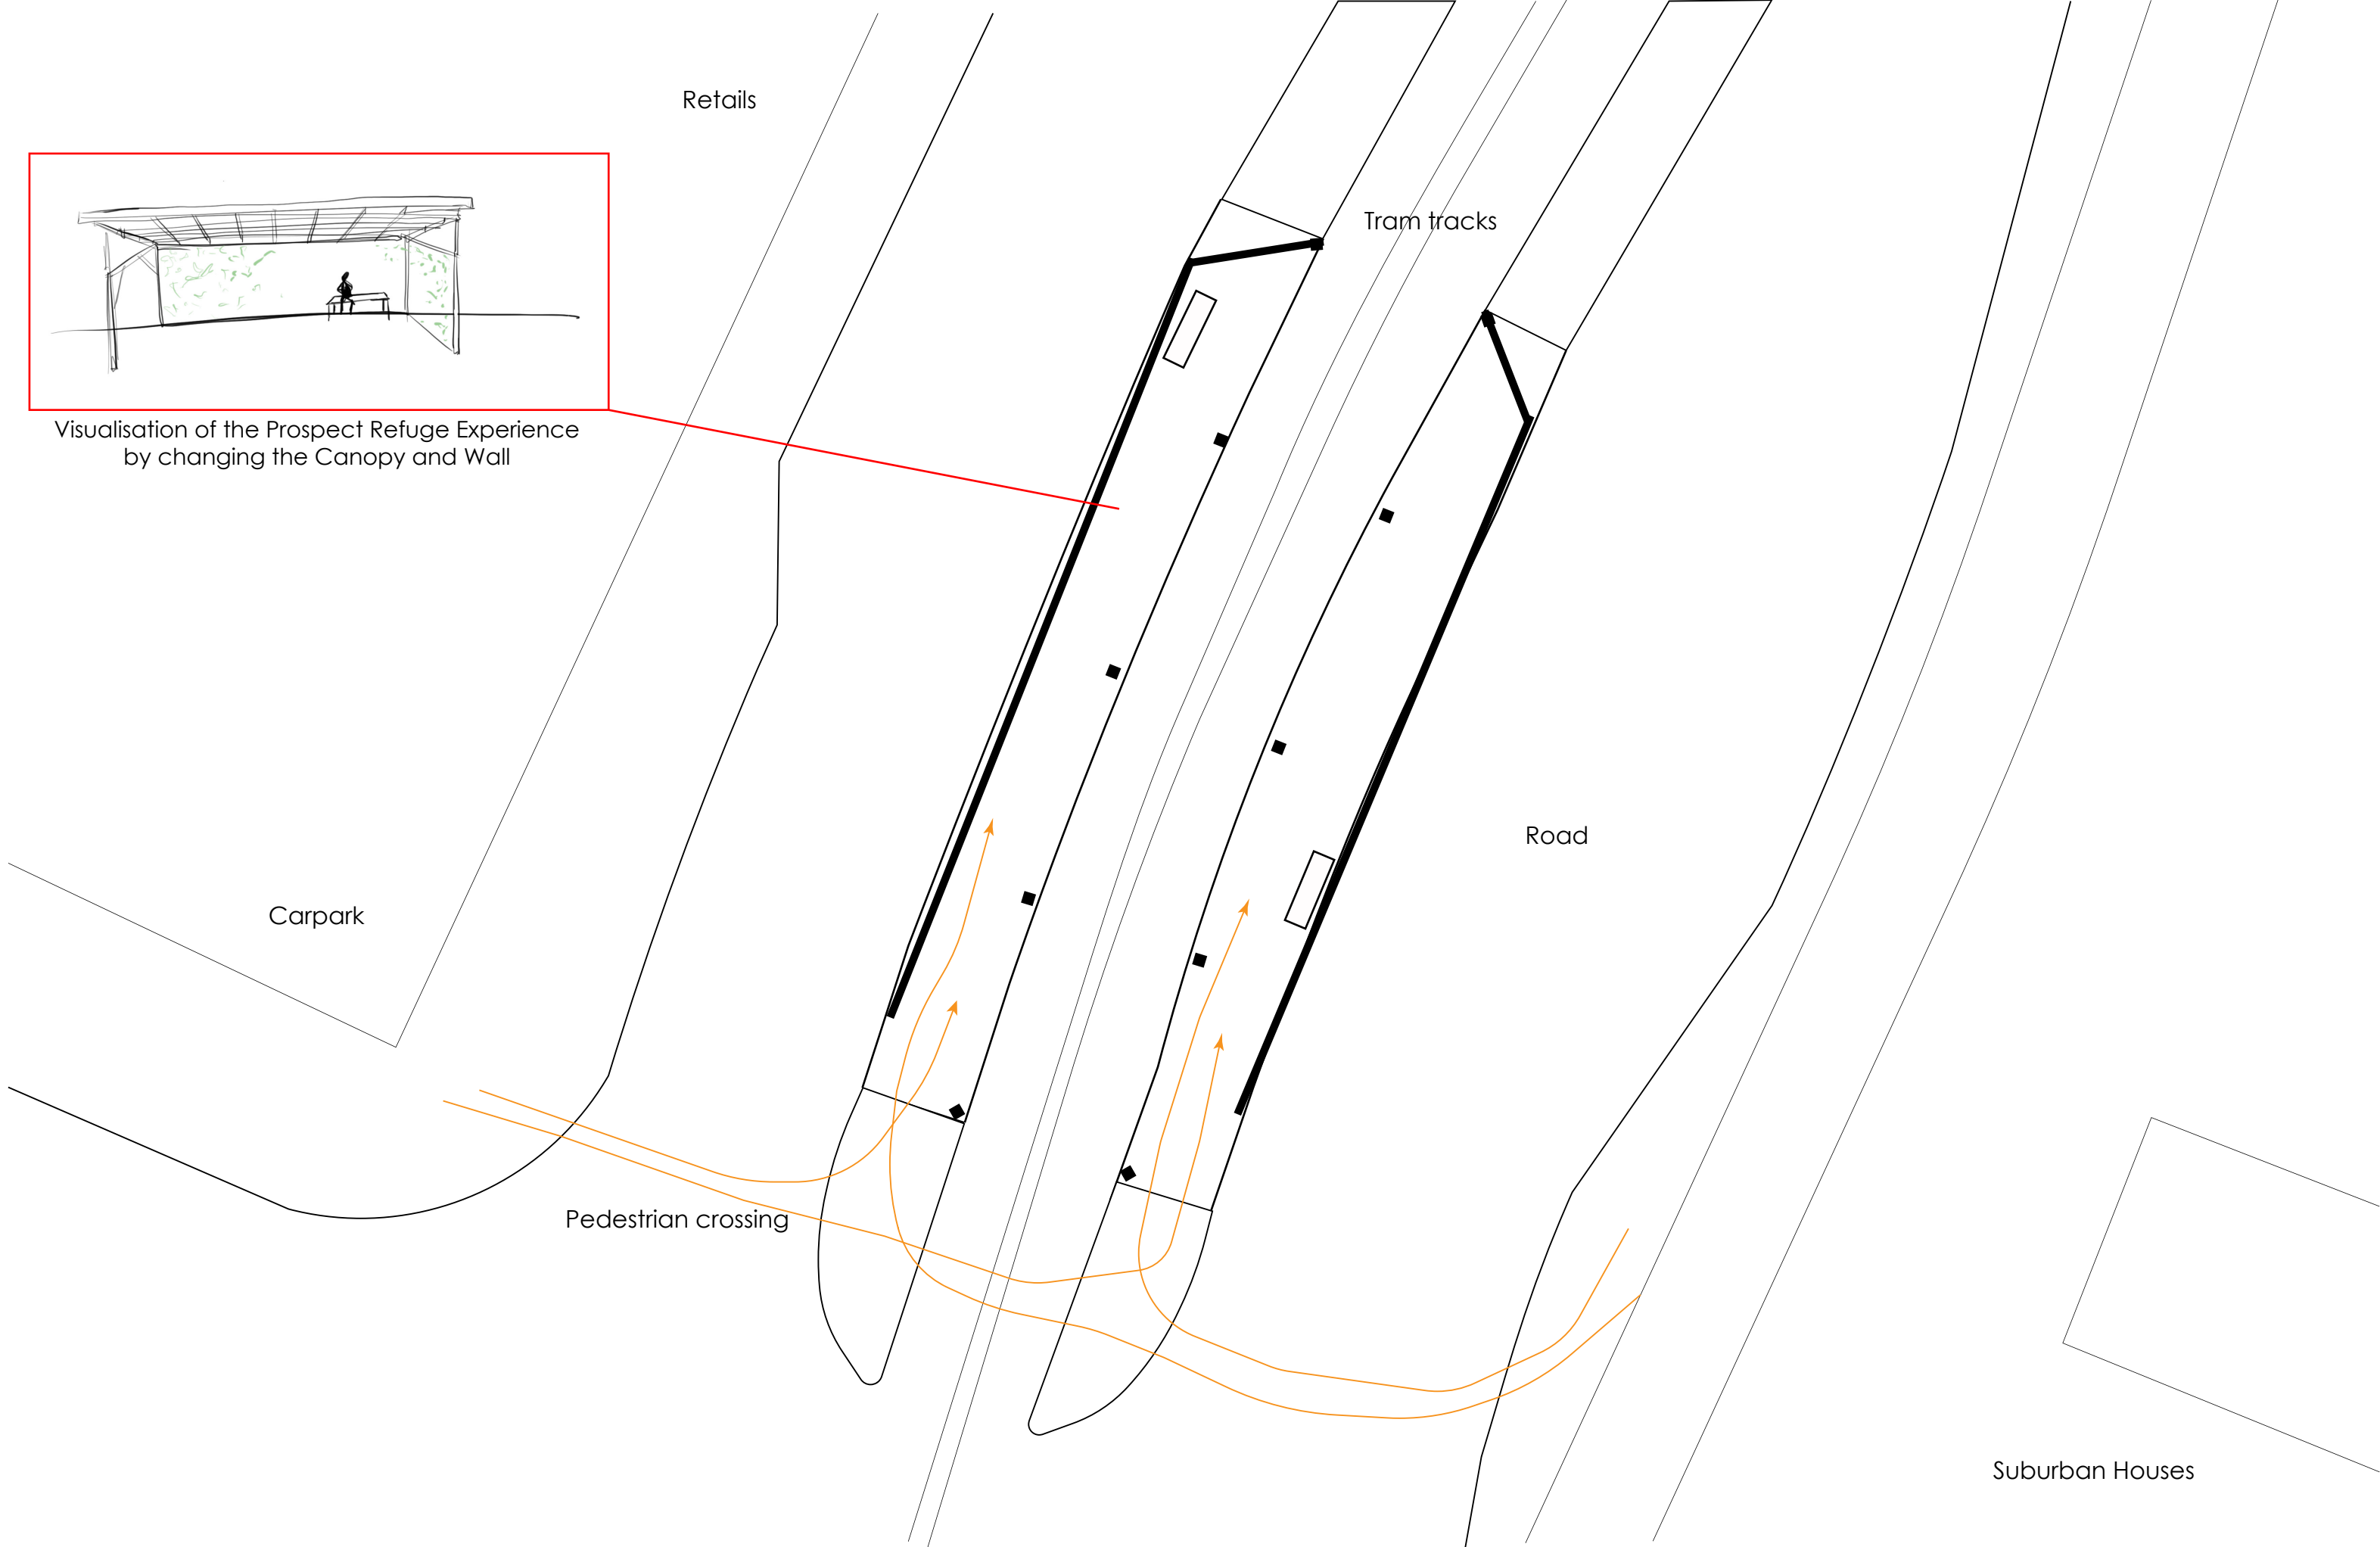 Retails
Tram tracks
Visualisation of the Prospect Refuge Experience
by changing the Canopy and Wall
Road
Carpark
Pedestrian crossing
Suburban Houses